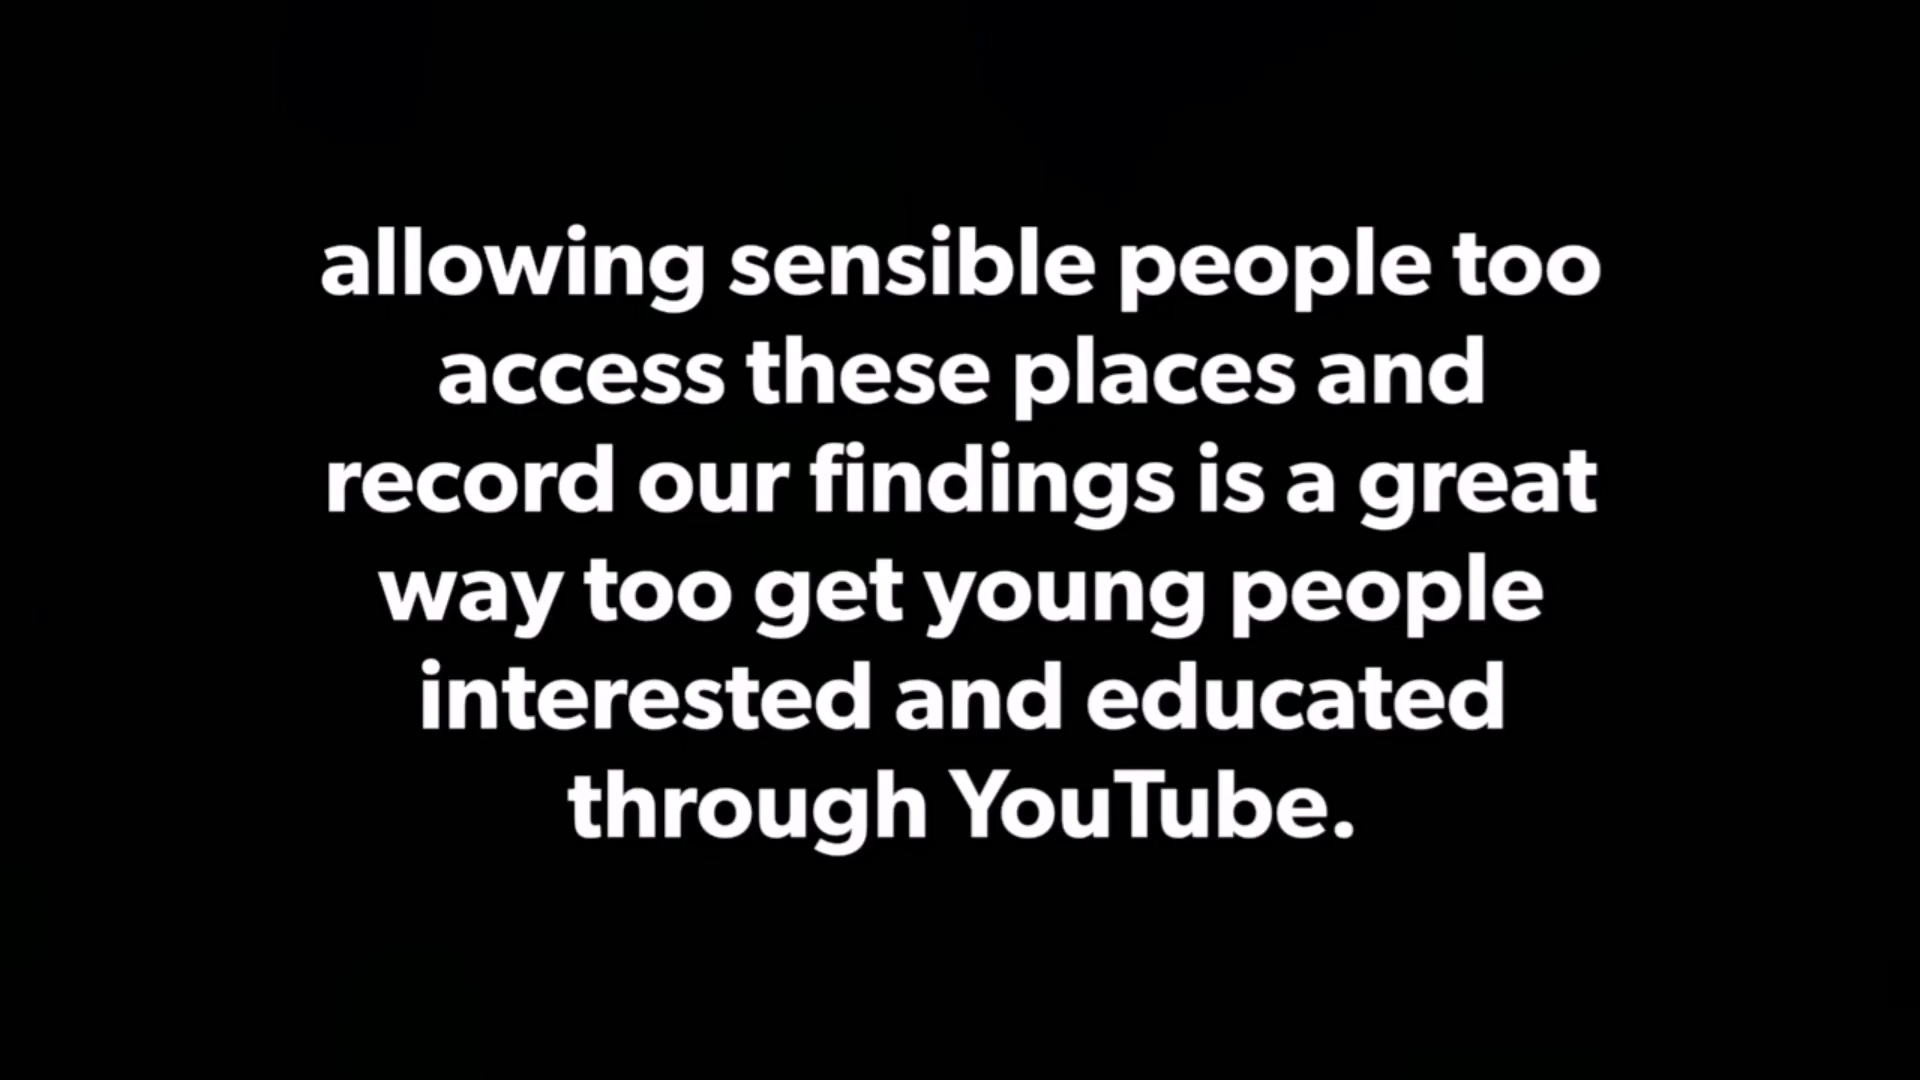 allowing sensible people too
access these places and
record our findings is a great
way too get young people
interested and educated
through YouTube.